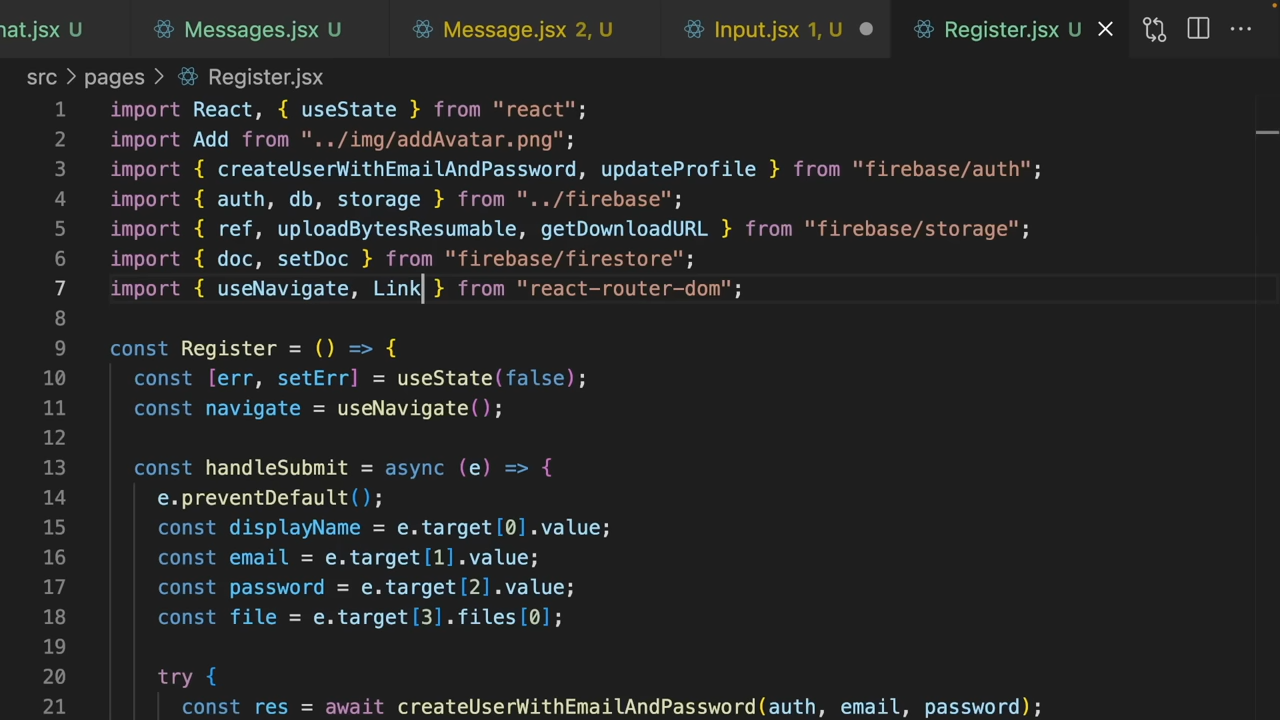 hat.jsx U Messages.jsx U Message.jsx 2, U Input.jsx 1, U Register.jsx U
src > pages > Register.jsx
1 import React, { useState } from "react";
2 import Add from "../img/addAvatar.png";
3 import { createUserWithEmailAndPassword, updateProfile } from "firebase/auth";
4 import { auth, db, storage } from "../firebase";
5 import { ref, uploadBytesResumable, getDownloadURL } from "firebase/storage";
6 import { doc, setDoc } from "firebase/firestore";
7 import { useNavigate, Link } from "react-router-dom";
8
9 const Register = () => {
10 const [err, setErr] = useState(false);
11 const navigate = useNavigate();
12
13 const handleSubmit = async (e) => {
14 e.preventDefault();
15 const displayName = e.target[0].value;
16 const email = e.target[1].value;
17 const password = e.target[2].value;
18 const file = e.target[3].files[0];
19
20 try {
21 const res = await createUserWithEmailAndPassword(auth, email, password);